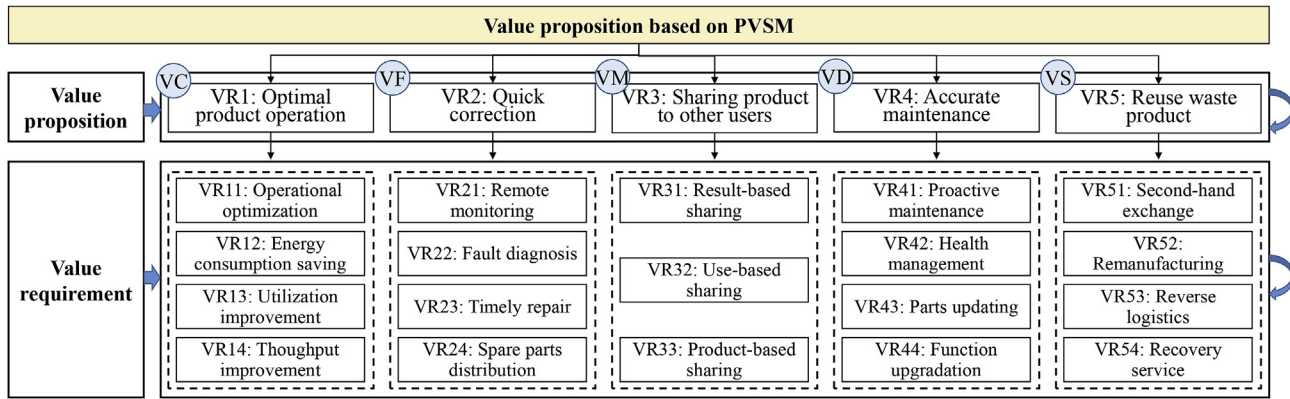 Value proposition based on PVSM
VC
VF
VM
VD
VS
Value
proposition
VR1: Optimal
product operation
VR2: Quick
correction
VR3: Sharing product
to other users
VR4: Accurate
maintenance
VR5: Reuse waste
product
Value
requirement
VR11: Operational
optimization
VR12: Energy
consumption saving
VR13: Utilization
improvement
VR14: Thoughput
improvement
VR21: Remote
monitoring
VR22: Fault diagnosis
VR23: Timely repair
VR24: Spare parts
distribution
VR31: Result-based
sharing
VR32: Use-based
sharing
VR33: Product-based
sharing
VR41: Proactive
maintenance
VR42: Health
management
VR43: Parts updating
VR44: Function
upgradation
VR51: Second-hand
exchange
VR52:
Remanufacturing
VR53: Reverse
logistics
VR54: Recovery
service